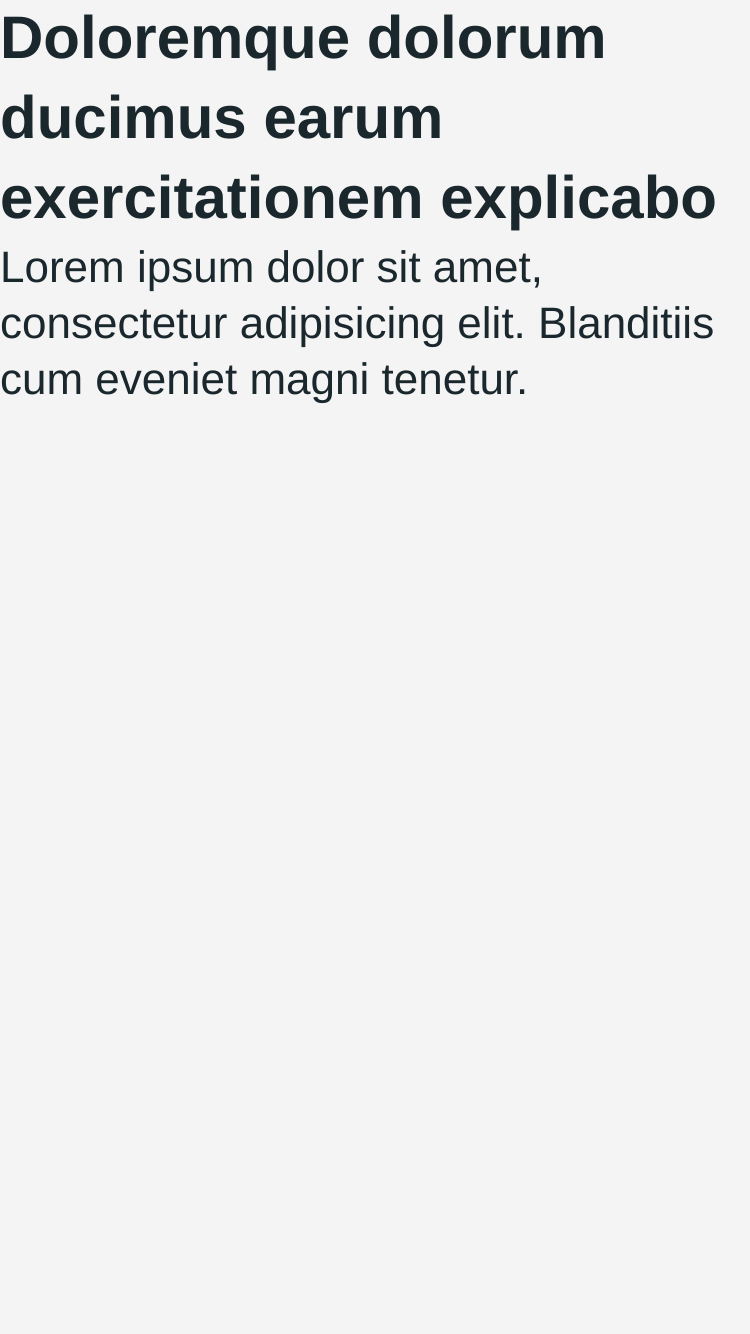 Doloremque dolorum
ducimus earum
exercitationem explicabo
Lorem ipsum dolor sit amet,
consectetur adipisicing elit. Blanditiis
cum eveniet magni tenetur.